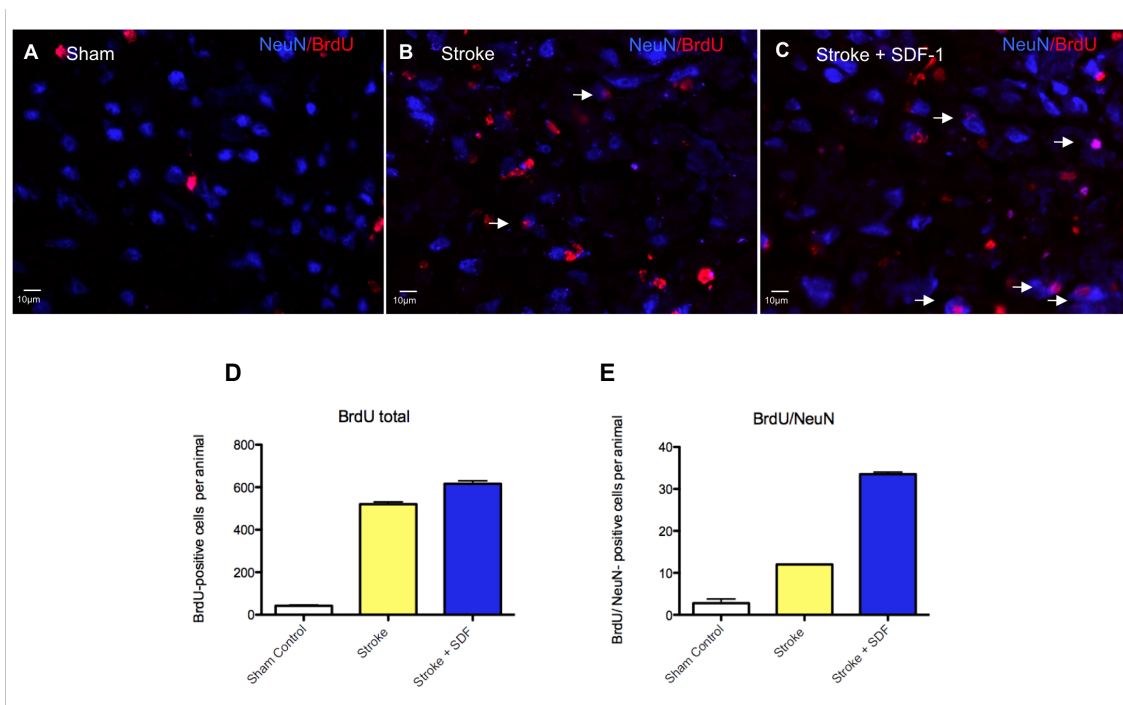 A Sham NeuN/BrdU
B Stroke NeuN/BrdU
C Stroke + SDF-1 NeuN/BrdU
10µm
10µm
10µm
D
BrdU total
BrdU-positive cells per animal
800
600
400
200
0
Sham Control
Stroke
Stroke + SDF
E
BrdU/NeuN
BrdU/ NeuN- positive cells per animal
40
30
20
10
0
Sham Control
Stroke
Stroke + SDF